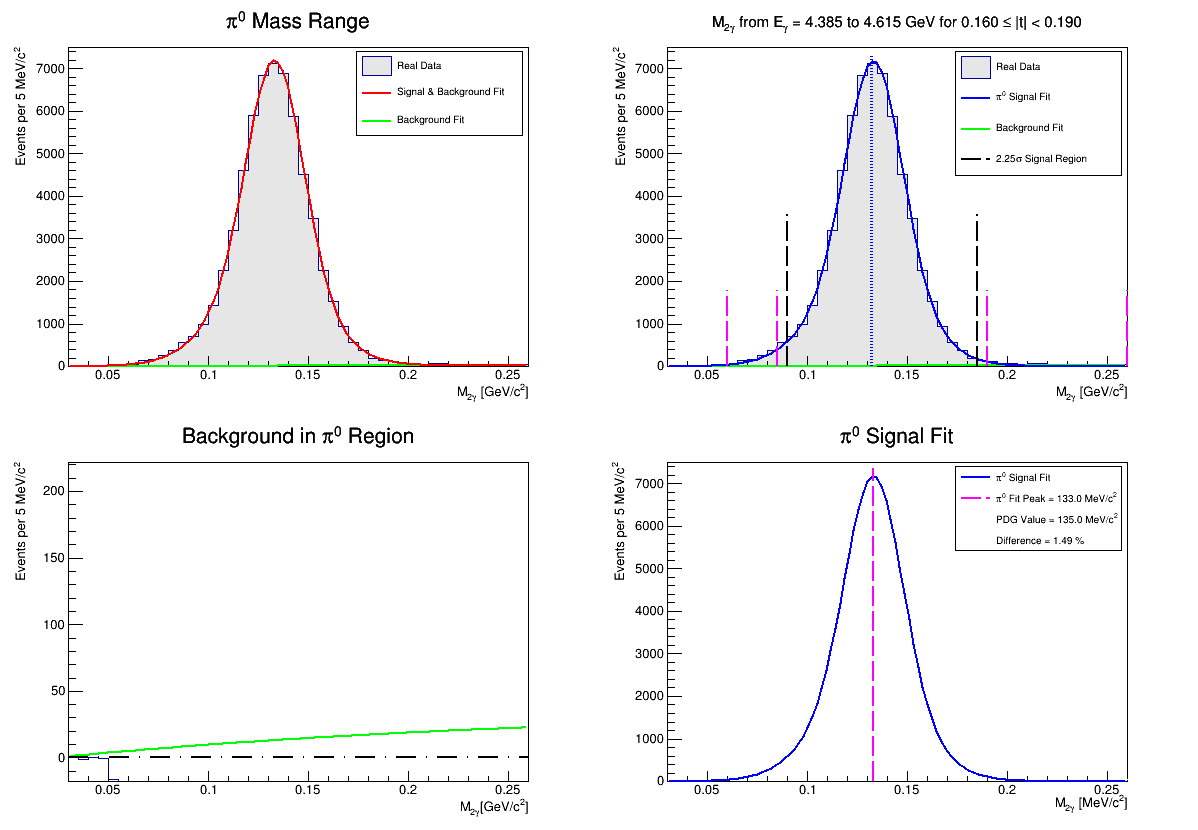 π⁰ Mass Range
Events per 5 MeV/c²
7000
6000
5000
4000
3000
2000
1000
0
Real Data
Signal & Background Fit
Background Fit
0.05 0.1 0.15 0.2 0.25
M₂γ [GeV/c²]
M₂γ from Eγ = 4.385 to 4.615 GeV for 0.160 ≤ |t| < 0.190
Events per 5 MeV/c²
7000
6000
5000
4000
3000
2000
1000
0
Real Data
π⁰ Signal Fit
Background Fit
2.25σ Signal Region
0.05 0.1 0.15 0.2 0.25
M₂γ [GeV/c²]
Background in π⁰ Region
Events per 5 MeV/c²
200
150
100
50
0
0.05 0.1 0.15 0.2 0.25
M₂γ[GeV/c²]
π⁰ Signal Fit
Events per 5 MeV/c²
7000
6000
5000
4000
3000
2000
1000
0
π⁰ Signal Fit
π⁰ Fit Peak = 133.0 MeV/c²
PDG Value = 135.0 MeV/c²
Difference = 1.49 %
0.05 0.1 0.15 0.2 0.25
M₂γ [MeV/c²]